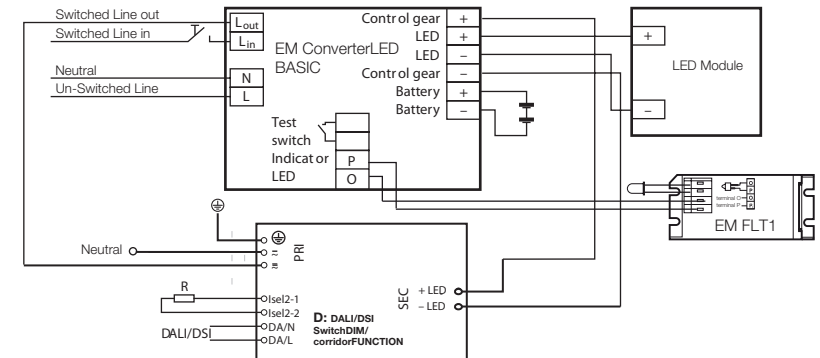 Switched Line out
Switched Line in
Neutral
Un-Switched Line
Lout
Lin
N
L
EM ConverterLED
BASIC
Control gear +
LED +
LED –
Control gear –
Battery +
Battery –
Test
switch
Indicator
LED
P
O
+
LED Module
–
O
P
terminal O
O
terminal P
P
EM FLT1
Neutral
PRI
R
Isel2-1
Isel2-2
DA/N
DA/L
DALI/DSI
D: DALI/DSI
SwitchDIM/
corridorFUNCTION
SEC
+ LED
– LED